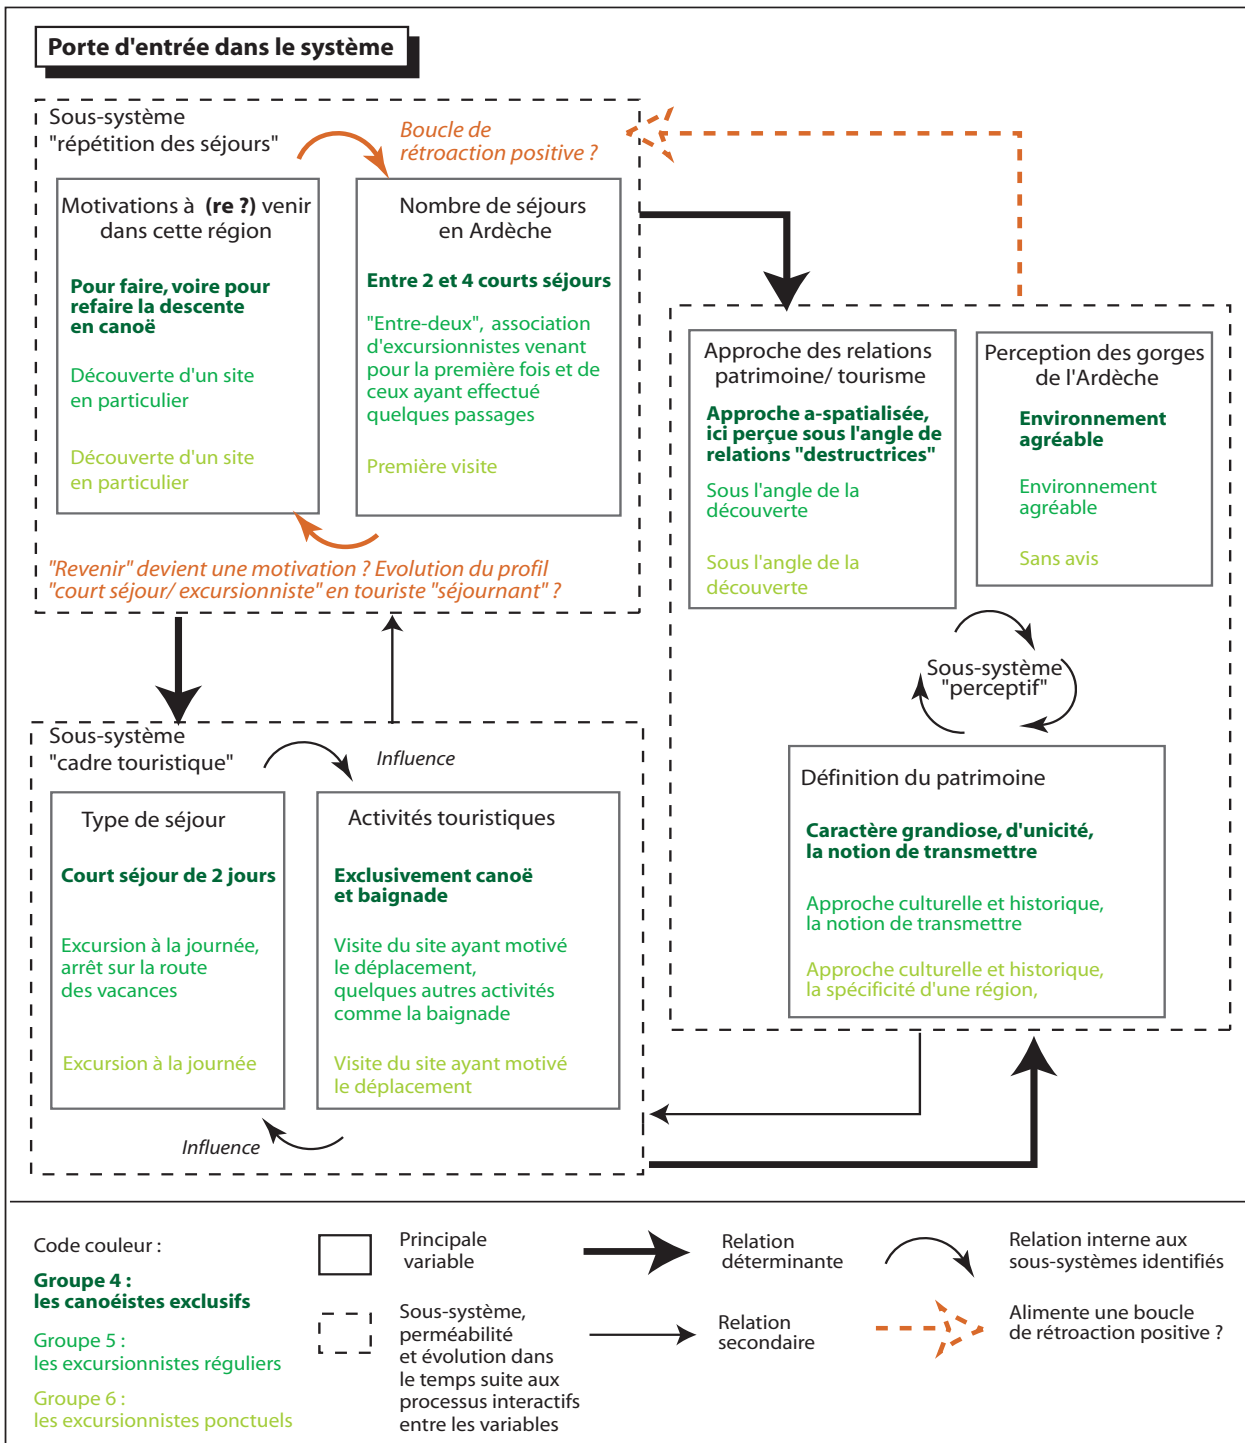 Porte d'entrée dans le système
Sous-système
"répétition des séjours"
Boucle de
rétroaction positive ?
Motivations à (re ?) venir
dans cette région
Pour faire, voire pour
refaire la descente
en canoë
Découverte d'un site
en particulier
Découverte d'un site
en particulier
Nombre de séjours
en Ardèche
Entre 2 et 4 courts séjours
"Entre-deux", association
d'excursionnistes venant
pour la première fois et de
ceux ayant effectué
quelques passages
Première visite
"Revenir" devient une motivation ? Evolution du profil
"court séjour/ excursionniste" en touriste "séjournant" ?
Approche des relations
patrimoine/ tourisme
Approche a-spatialisée,
ici perçue sous l'angle de
relations "destructrices"
Sous l'angle de la
découverte
Sous l'angle de la
découverte
Perception des gorges
de l'Ardèche
Environnement
agréable
Environnement
agréable
Sans avis
Sous-système
"perceptif"
Définition du patrimoine
Caractère grandiose, d'unicité,
la notion de transmettre
Approche culturelle et historique,
la notion de transmettre
Approche culturelle et historique,
la spécificité d'une région,
Sous-système
"cadre touristique"
Influence
Type de séjour
Court séjour de 2 jours
Excursion à la journée,
arrêt sur la route
des vacances
Excursion à la journée
Activités touristiques
Exclusivement canoë
et baignade
Visite du site ayant motivé
le déplacement,
quelques autres activités
comme la baignade
Visite du site ayant motivé
le déplacement
Influence
Code couleur :
Groupe 4 :
les canoéistes exclusifs
Groupe 5 :
les excursionnistes réguliers
Groupe 6 :
les excursionnistes ponctuels
Principale
variable
Sous-système,
perméabilité
et évolution dans
le temps suite aux
processus interactifs
entre les variables
Relation
déterminante
Relation
secondaire
Relation interne aux
sous-systèmes identifiés
Alimente une boucle
de rétroaction positive ?